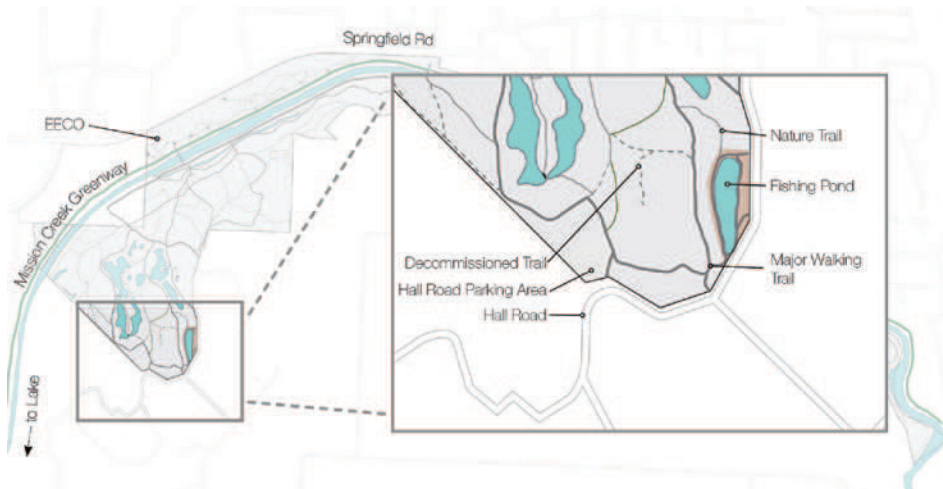 Springfield Rd
EECO
Mission Creek Greenway
to Lake
Nature Trail
Fishing Pond
Decommissioned Trail
Major Walking
Trail
Hall Road Parking Area
Hall Road